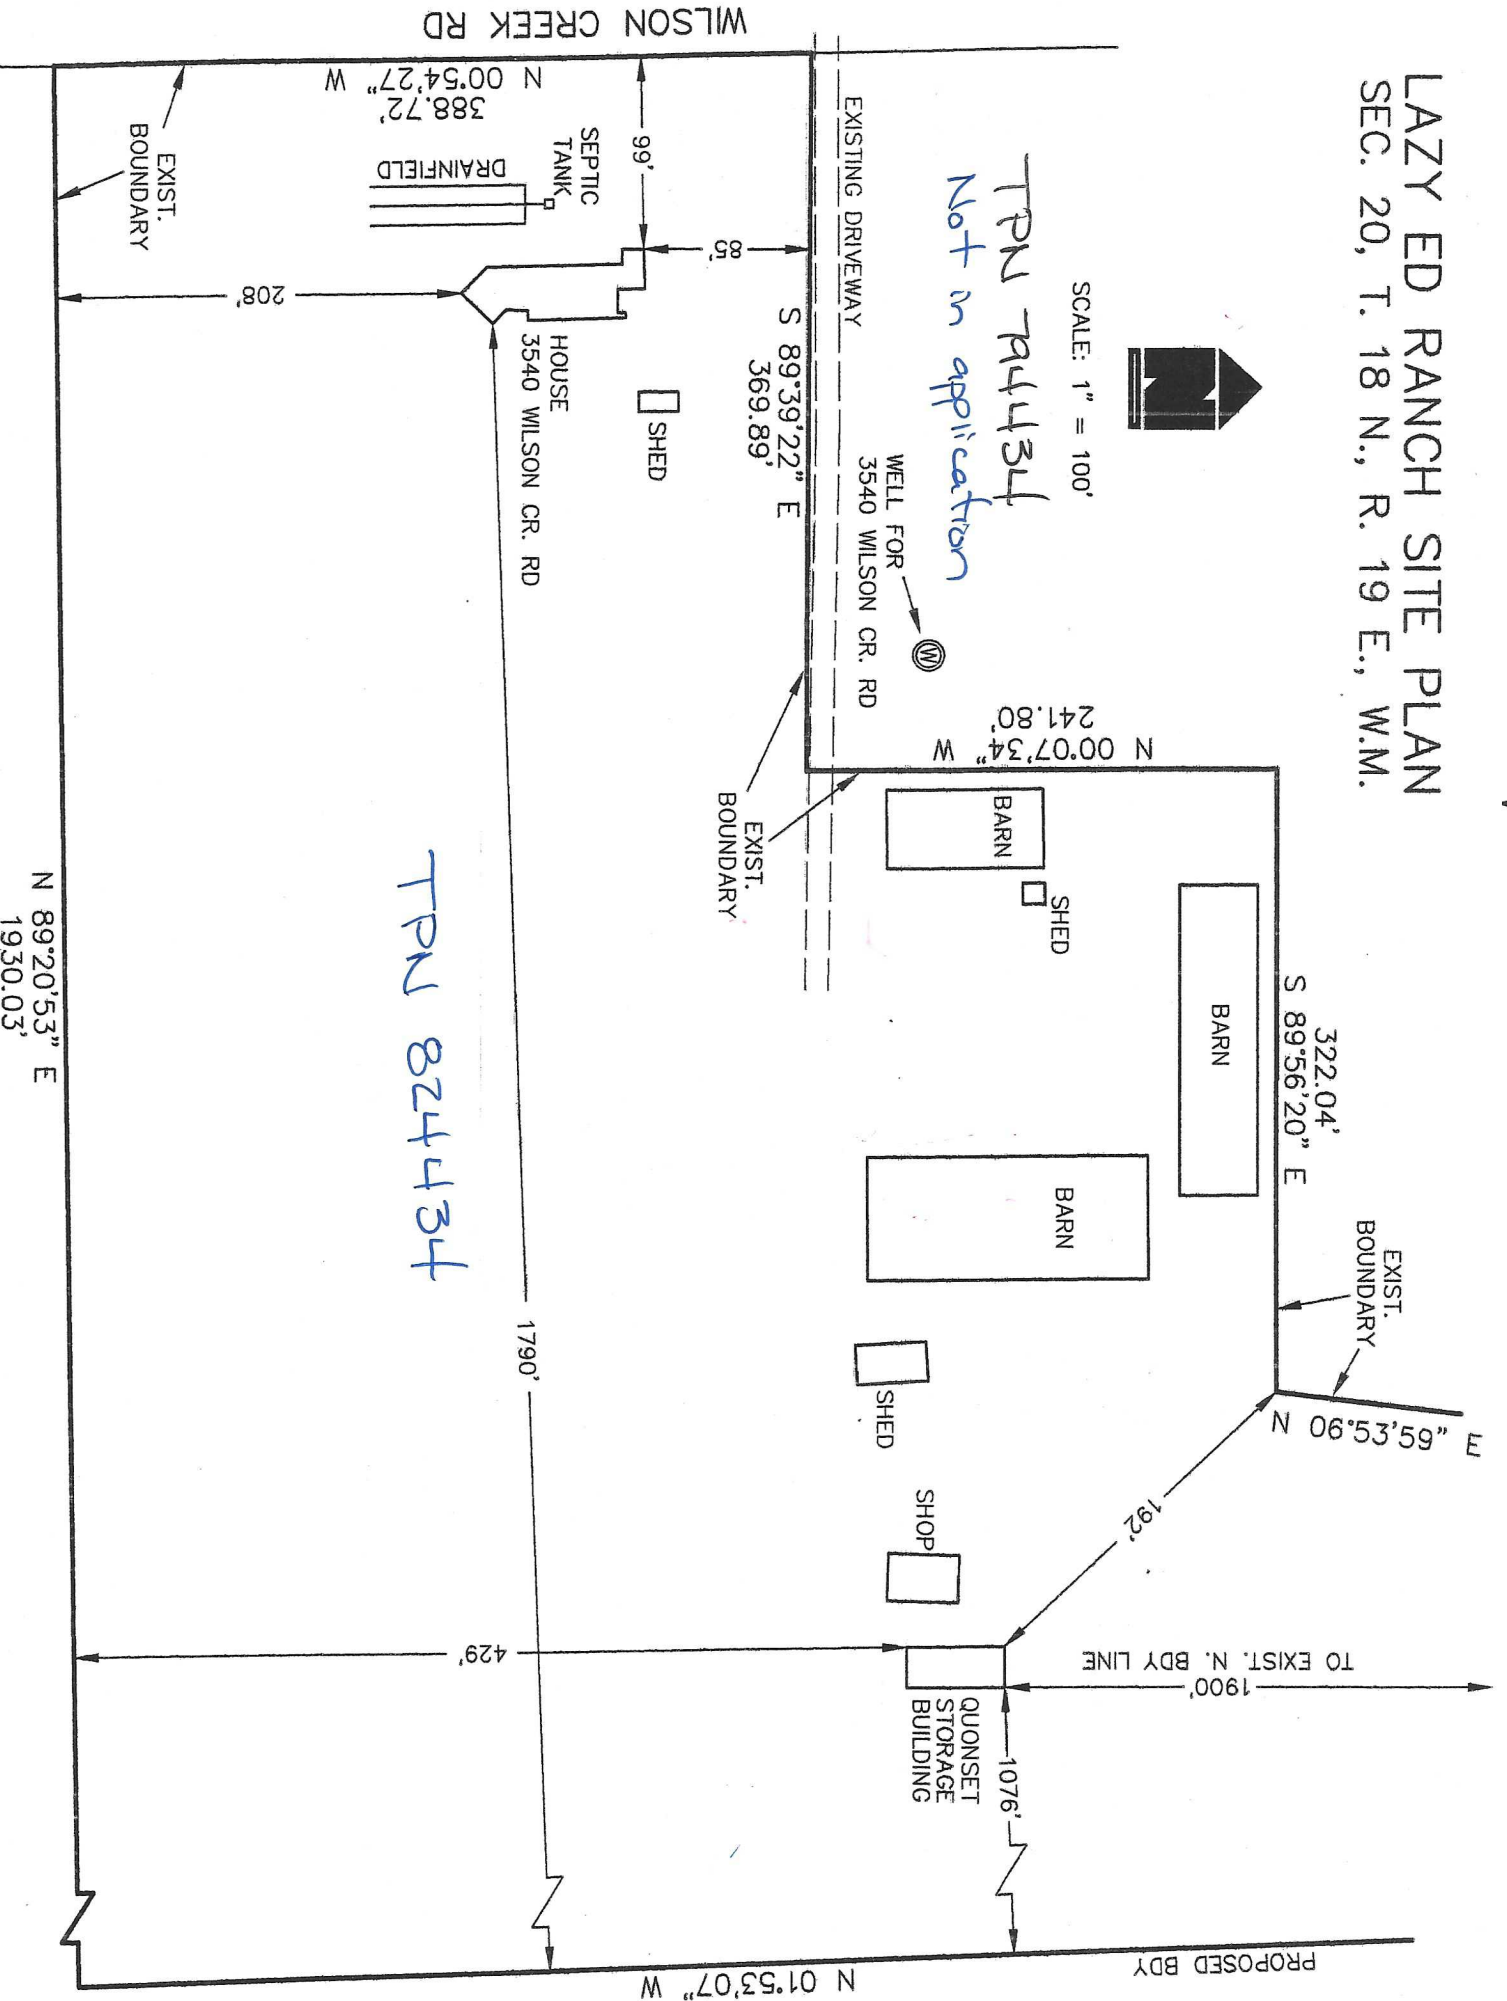 LAZY ED RANCH SITE PLAN
SEC. 20, T. 18 N., R. 19 E., W.M.
SCALE: 1" = 100'
N
TPN 794434
Not in application
WELL FOR
3540 WILSON CR. RD
W
EXISTING DRIVEWAY
WILSON CREEK RD
N 00°54'27" W
388.72'
S 89°39'22" E
369.89'
N 00°07'34" W
241.80'
322.04'
S 89°56'20" E
EXIST.
BOUNDARY
N 06°53'59" E
BARN
SHED
BARN
BARN
SHED
SHOP
192'
TO EXIST. N. BDY LINE
1900'
QUONSET
STORAGE
BUILDING
1076'
429'
EXIST.
BOUNDARY
99'
85'
SEPTIC
TANK
DRAINFIELD
208'
HOUSE
3540 WILSON CR. RD
SHED
1790'
TPN 824434
EXIST.
BOUNDARY
N 89°20'53" E
1930.03'
N 01°53'07" W
PROPOSED BDY